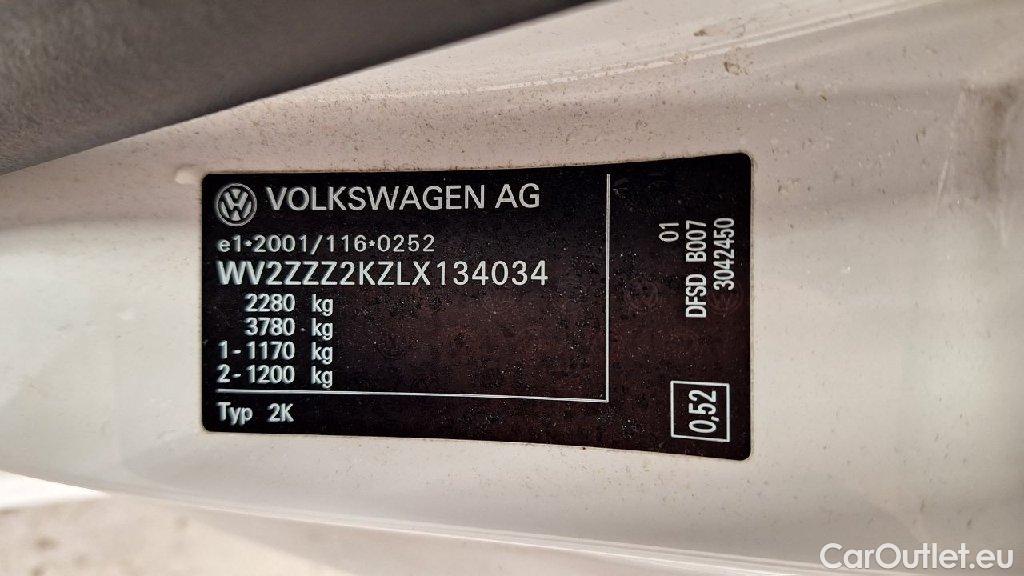 VOLKSWAGEN AG
e1*2001/116*0252
WV2ZZZ2KZLX134034
2280 kg
3780 kg
1-1170 kg
2-1200 kg
Typ 2K
01
DFSD B007
3042450
0,52
CarOutlet.eu